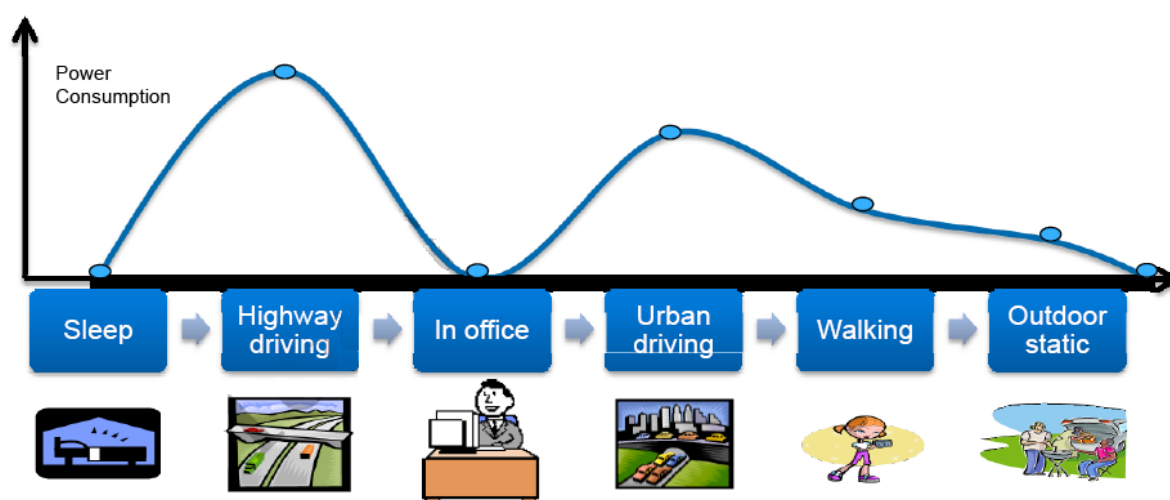 Power
Consumption
Sleep
Highway
driving
In office
Urban
driving
Walking
Outdoor
static